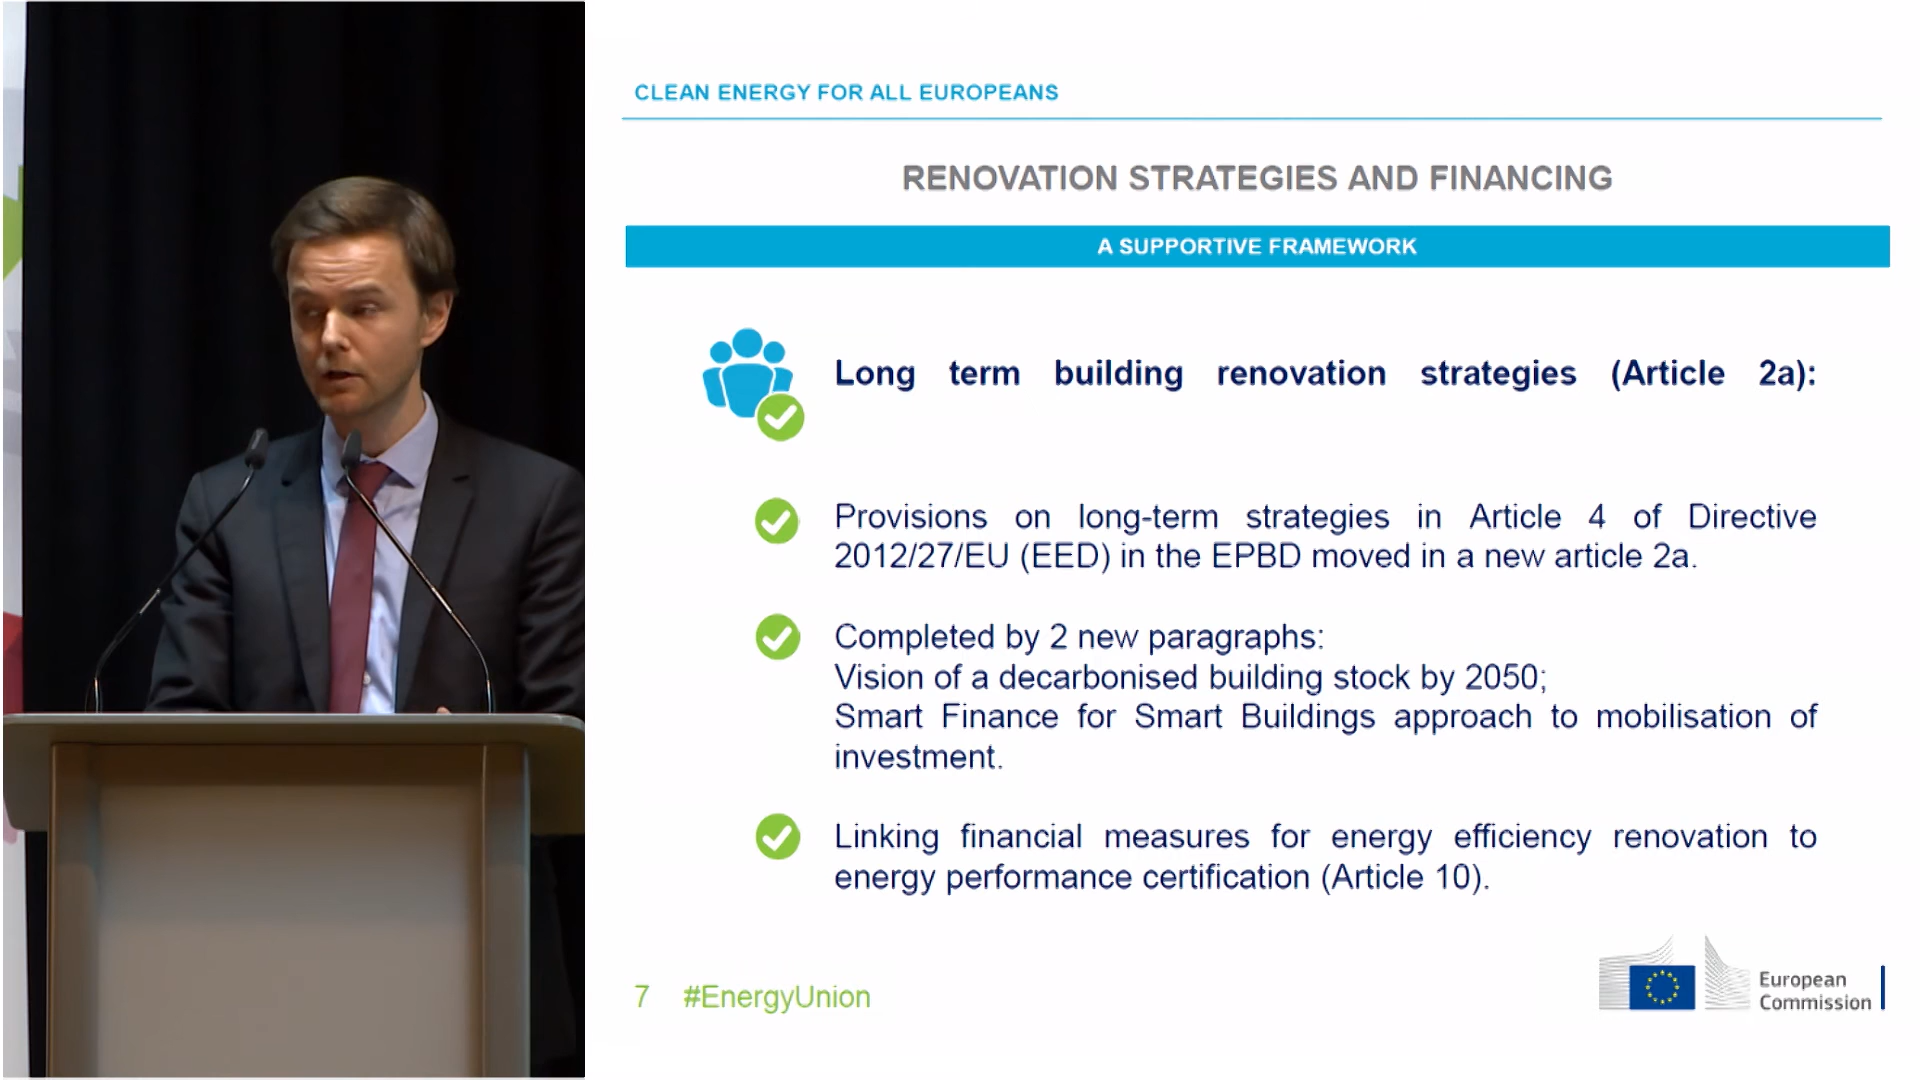 CLEAN ENERGY FOR ALL EUROPEANS
RENOVATION STRATEGIES AND FINANCING
A SUPPORTIVE FRAMEWORK
Long term building renovation strategies (Article 2a):
Provisions on long-term strategies in Article 4 of Directive
2012/27/EU (EED) in the EPBD moved in a new article 2a.
Completed by 2 new paragraphs:
Vision of a decarbonised building stock by 2050;
Smart Finance for Smart Buildings approach to mobilisation of
investment.
Linking financial measures for energy efficiency renovation to
energy performance certification (Article 10).
7 #EnergyUnion
European
Commission